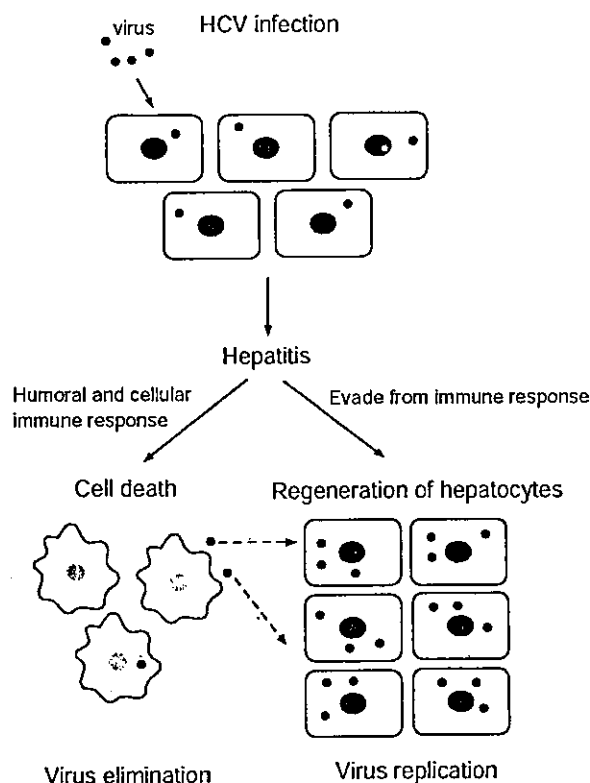 HCV infection
virus
Hepatitis
Humoral and cellular
immune response
Evade from immune response
Cell death
Regeneration of hepatocytes
Virus elimination
Virus replication